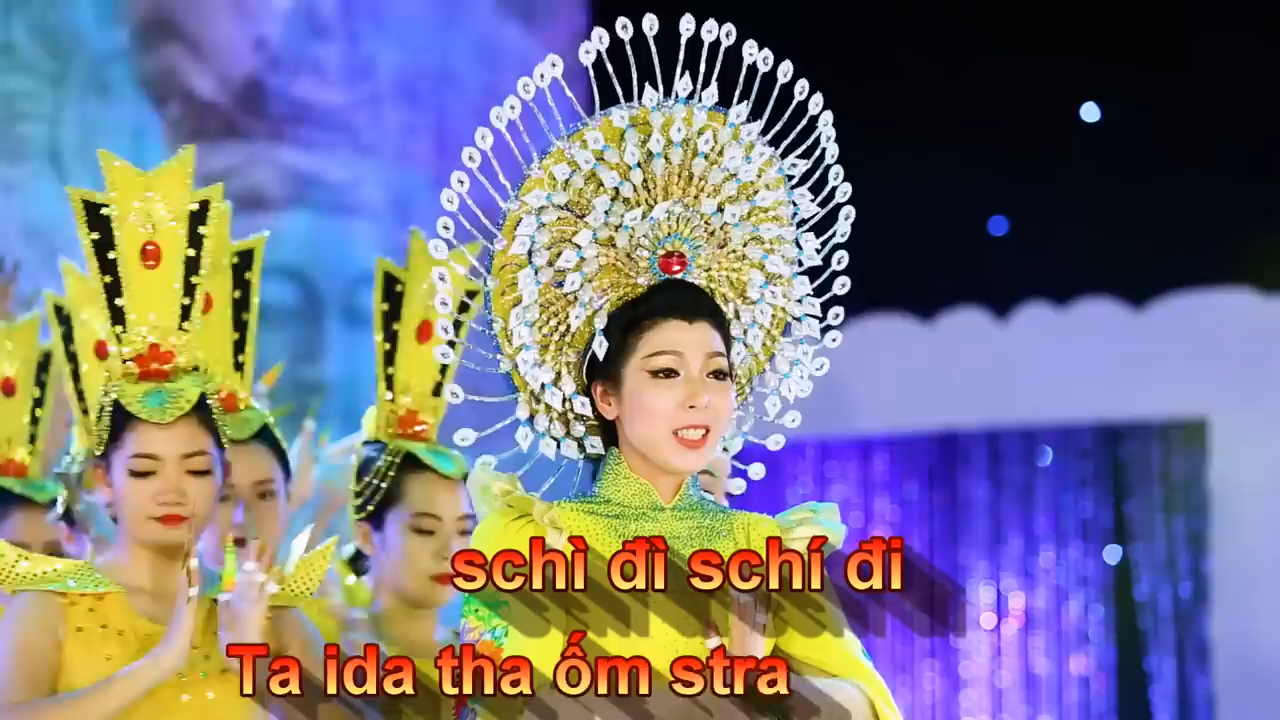 schì đì schí đi
Ta ida tha ốm stra